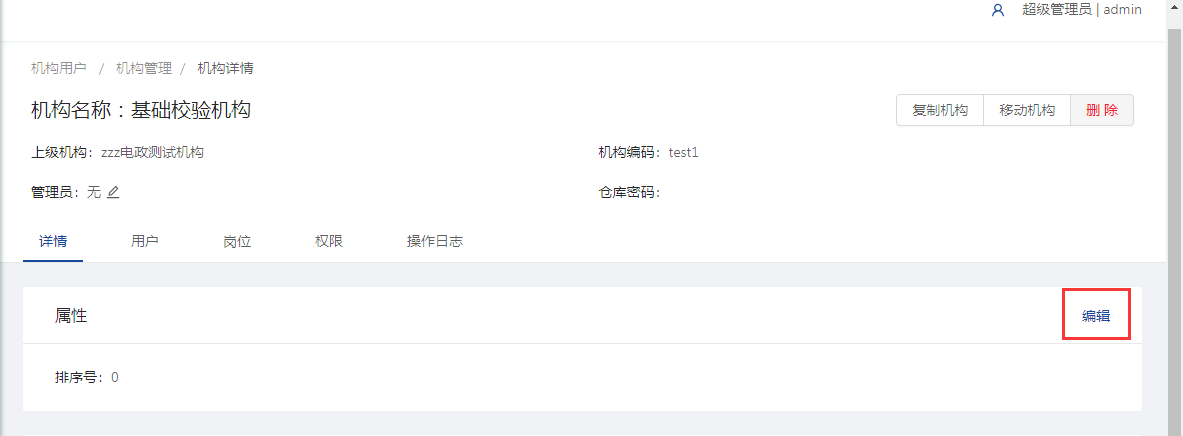 超级管理员 | admin
机构用户 / 机构管理 / 机构详情
机构名称：基础校验机构
复制机构 移动机构 删 除
上级机构：zzz电政测试机构 机构编码：test1
管理员：无 仓库密码：
详情 用户 岗位 权限 操作日志
属性 编辑
排序号：0